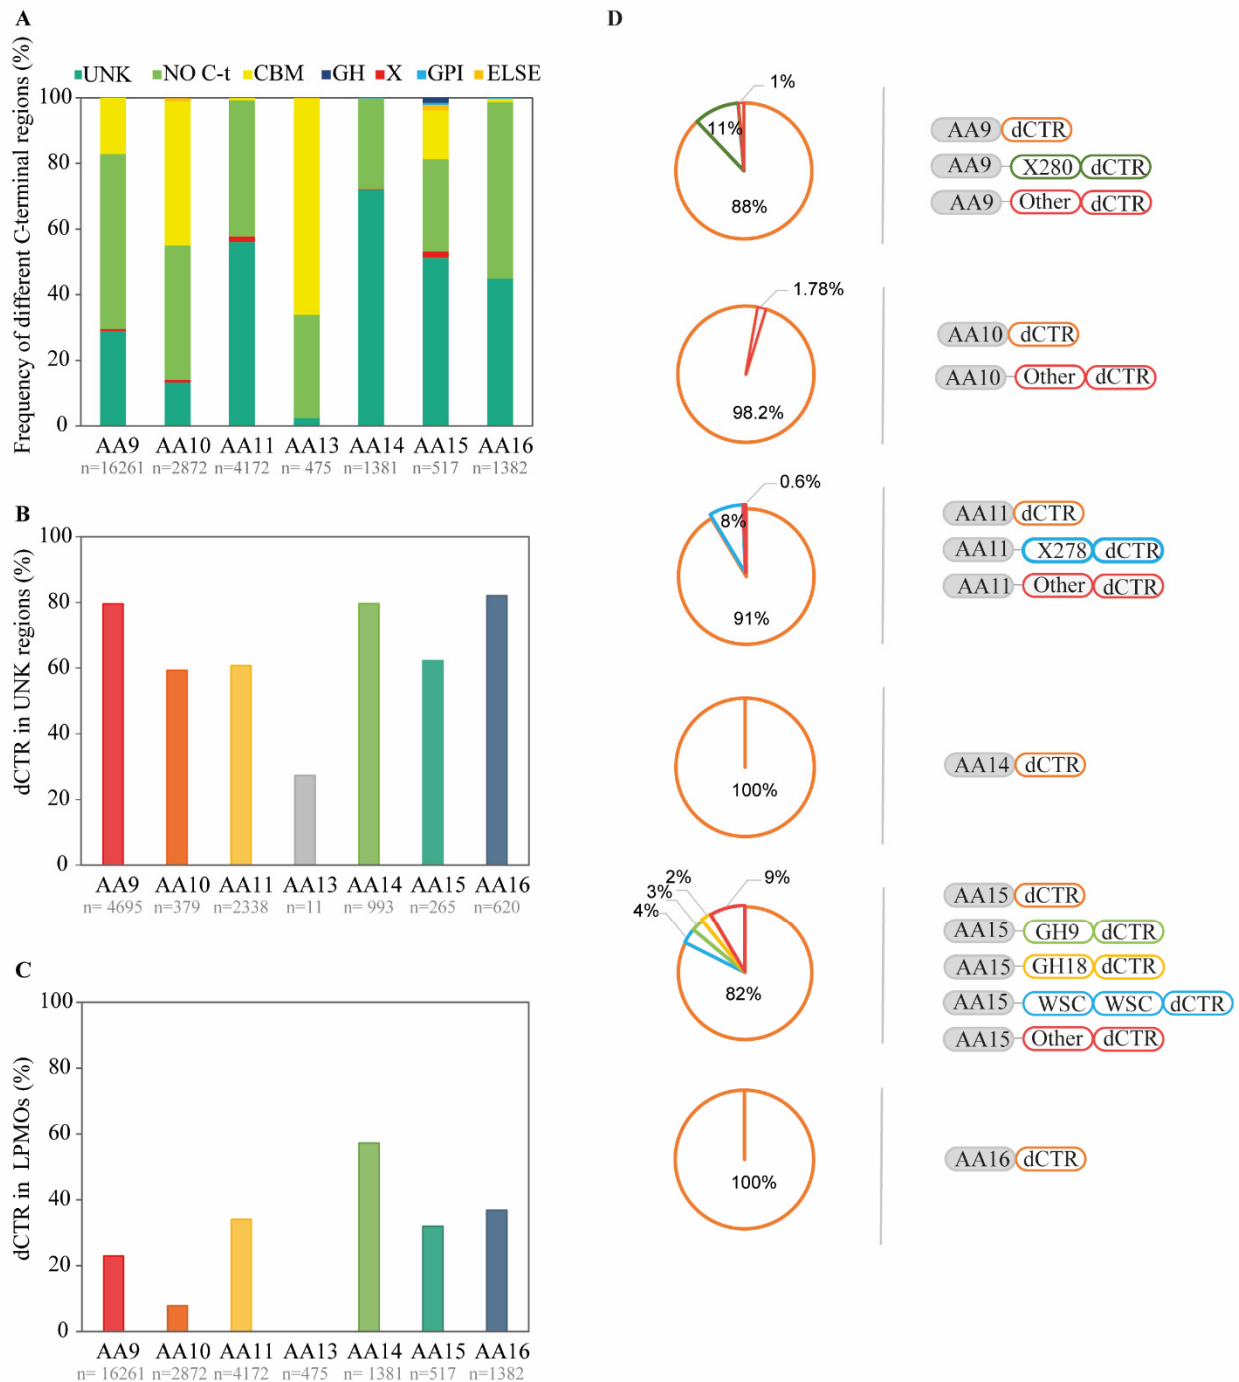 A
Frequency of different C-terminal regions (%)
UNK NO C-t CBM GH X GPI ELSE
100
80
60
40
20
0
AA9 AA10 AA11 AA13 AA14 AA15 AA16
n=16261 n=2872 n=4172 n= 475 n=1381 n=517 n=1382
B
dCTR in UNK regions (%)
100
80
60
40
20
0
AA9 AA10 AA11 AA13 AA14 AA15 AA16
n= 4695 n=379 n=2338 n=11 n= 993 n=265 n=620
C
dCTR in LPMOs (%)
100
80
60
40
20
0
AA9 AA10 AA11 AA13 AA14 AA15 AA16
n= 16261 n=2872 n=4172 n=475 n= 1381 n=517 n=1382
D
1%
11%
88%
AA9 dCTR
AA9 X280 dCTR
AA9 Other dCTR
1.78%
98.2%
AA10 dCTR
AA10 Other dCTR
0.6%
8%
91%
AA11 dCTR
AA11 X278 dCTR
AA11 Other dCTR
100%
AA14 dCTR
9%
2%
3%
4%
82%
AA15 dCTR
AA15 GH9 dCTR
AA15 GH18 dCTR
AA15 WSC WSC dCTR
AA15 Other dCTR
100%
AA16 dCTR